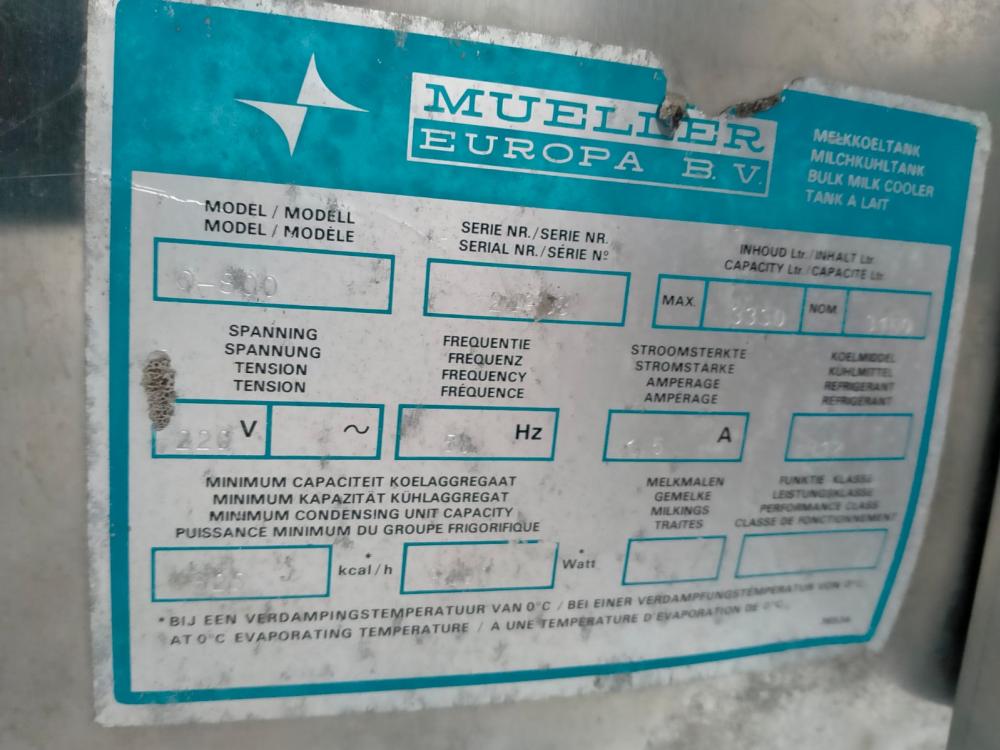 MUELLER
EUROPA B.V.
MELKKOELTANK
MILCHKUHLTANK
BULK MILK COOLER
TANK A LAIT
MODEL / MODELL
MODEL / MODÈLE
SERIE NR./SERIE NR.
SERIAL NR./SÉRIE Nº
INHOUD Ltr./INHALT Ltr.
CAPACITY Ltr./CAPACITE Ltr.
MAX. 3330 NOM.
SPANNING
SPANNUNG
TENSION
TENSION
220 V ~
FREQUENTIE
FREQUENZ
FREQUENCY
FRÉQUENCE
Hz
STROOMSTERKTE
STROMSTARKE
AMPERAGE
AMPERAGE
A
KOELMIDDEL
KÜHLMITTEL
REFRIGERANT
REFRIGERANT
MINIMUM CAPACITEIT KOELAGGREGAAT
MINIMUM KAPAZITÄT KÜHLAGGREGAT
MINIMUM CONDENSING UNIT CAPACITY
PUISSANCE MINIMUM DU GROUPE FRIGORIFIQUE
* kcal/h
* Watt
MELKMALEN
GEMELKE
MILKINGS
TRAITES
FUNKTIE KLASSE
LEISTUNGSKLASSE
PERFORMANCE CLASS
CLASSE DE FONCTIONNEMENT
* BIJ EEN VERDAMPINGSTEMPERATUUR VAN 0°C / BEI EINER VERDAMPFUNGSTEMPERATUR VON 0°C
AT 0°C EVAPORATING TEMPERATURE / A UNE TEMPERATURE D'EVAPORATION DE 0°C